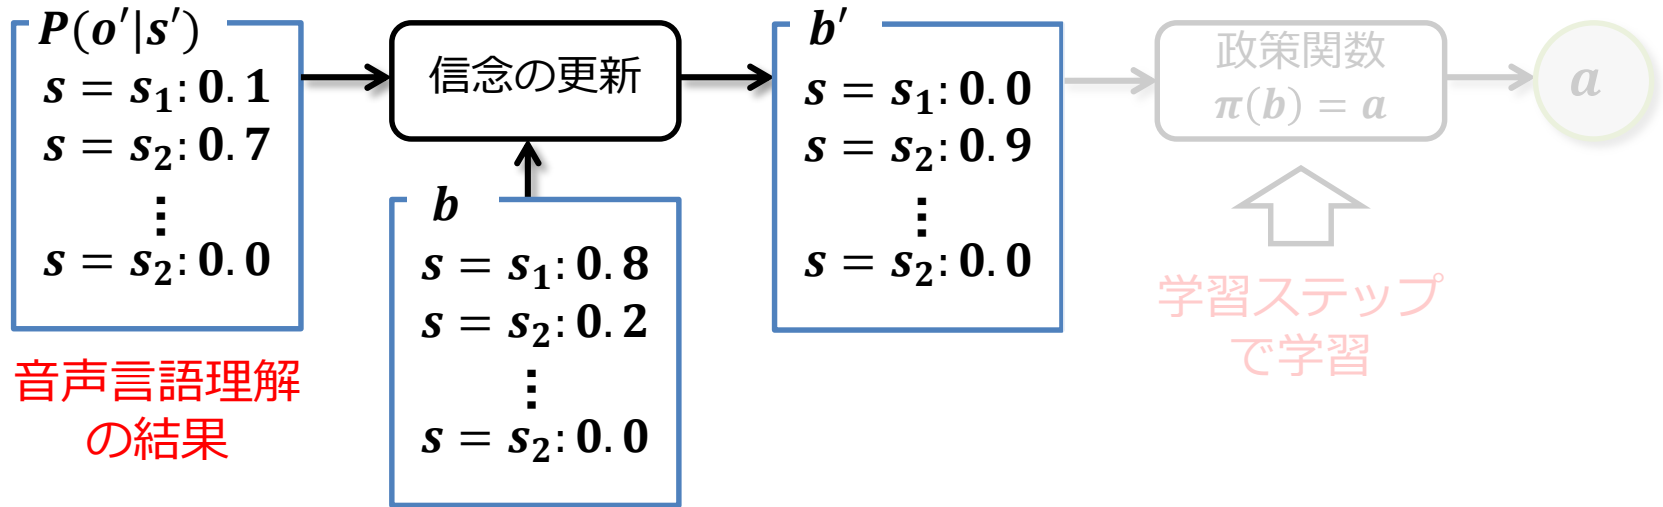 P(o′|s′)
s = s₁: 0.1
s = s₂: 0.7
⋮
s = s₂: 0.0
音声言語理解
の結果
信念の更新
b
s = s₁: 0.8
s = s₂: 0.2
⋮
s = s₂: 0.0
b′
s = s₁: 0.0
s = s₂: 0.9
⋮
s = s₂: 0.0
政策関数
π(b) = a
学習ステップ
で学習
a